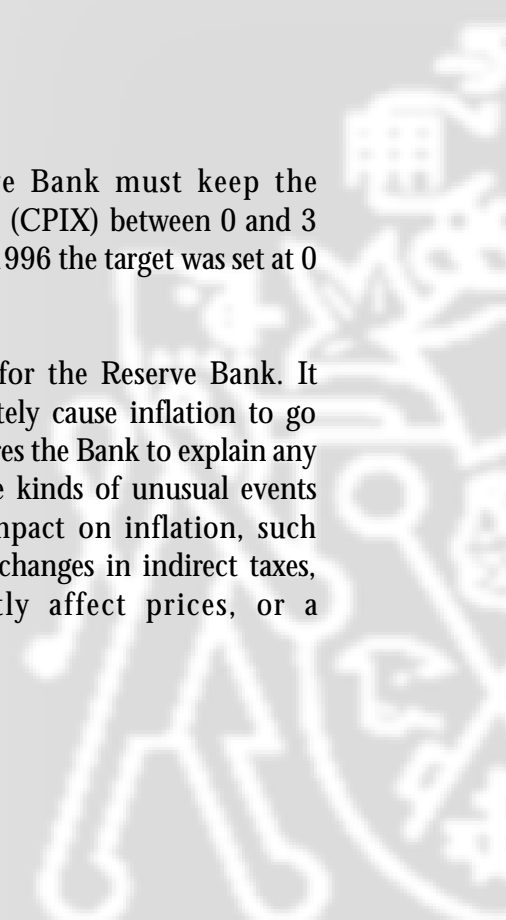 e Bank must keep the
(CPIX) between 0 and 3
996 the target was set at 0
for the Reserve Bank. It
tely cause inflation to go
es the Bank to explain any
kinds of unusual events
pact on inflation, such
changes in indirect taxes,
tly affect prices, or a